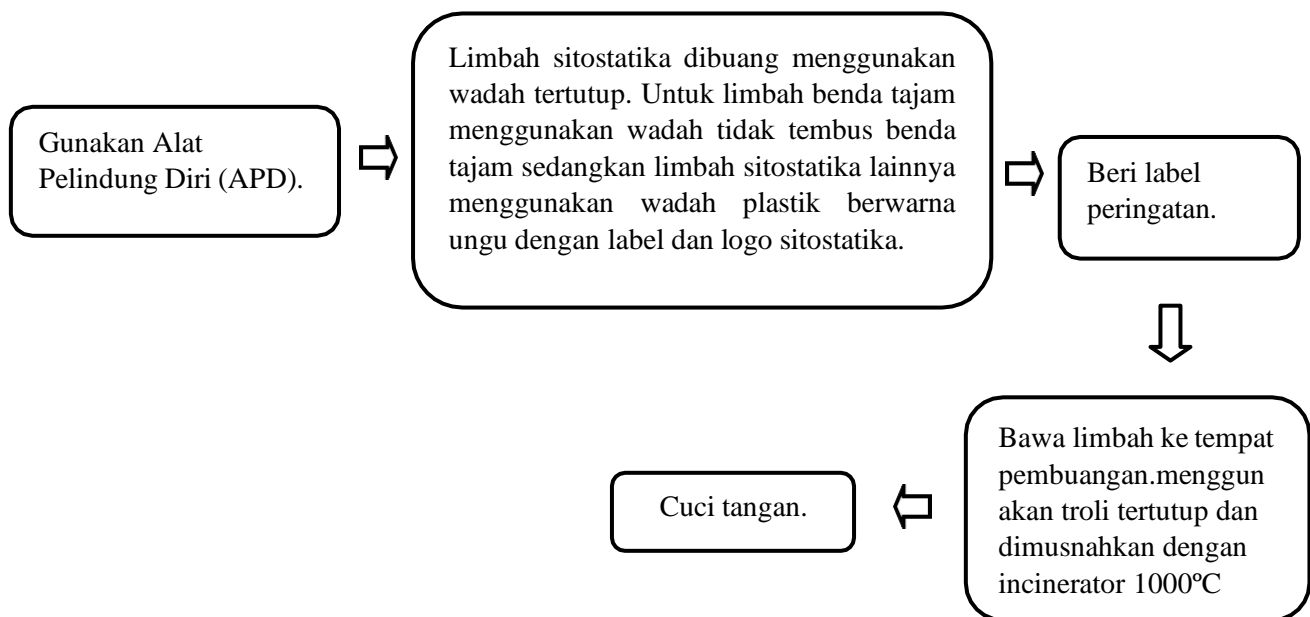 Gunakan Alat
Pelindung Diri (APD).
Limbah sitostatika dibuang menggunakan
wadah tertutup. Untuk limbah benda tajam
menggunakan wadah tidak tembus benda
tajam sedangkan limbah sitostatika lainnya
menggunakan wadah plastik berwarna
ungu dengan label dan logo sitostatika.
Beri label
peringatan.
Bawa limbah ke tempat
pembuangan.menggun
akan troli tertutup dan
dimusnahkan dengan
incinerator 1000ºC
Cuci tangan.